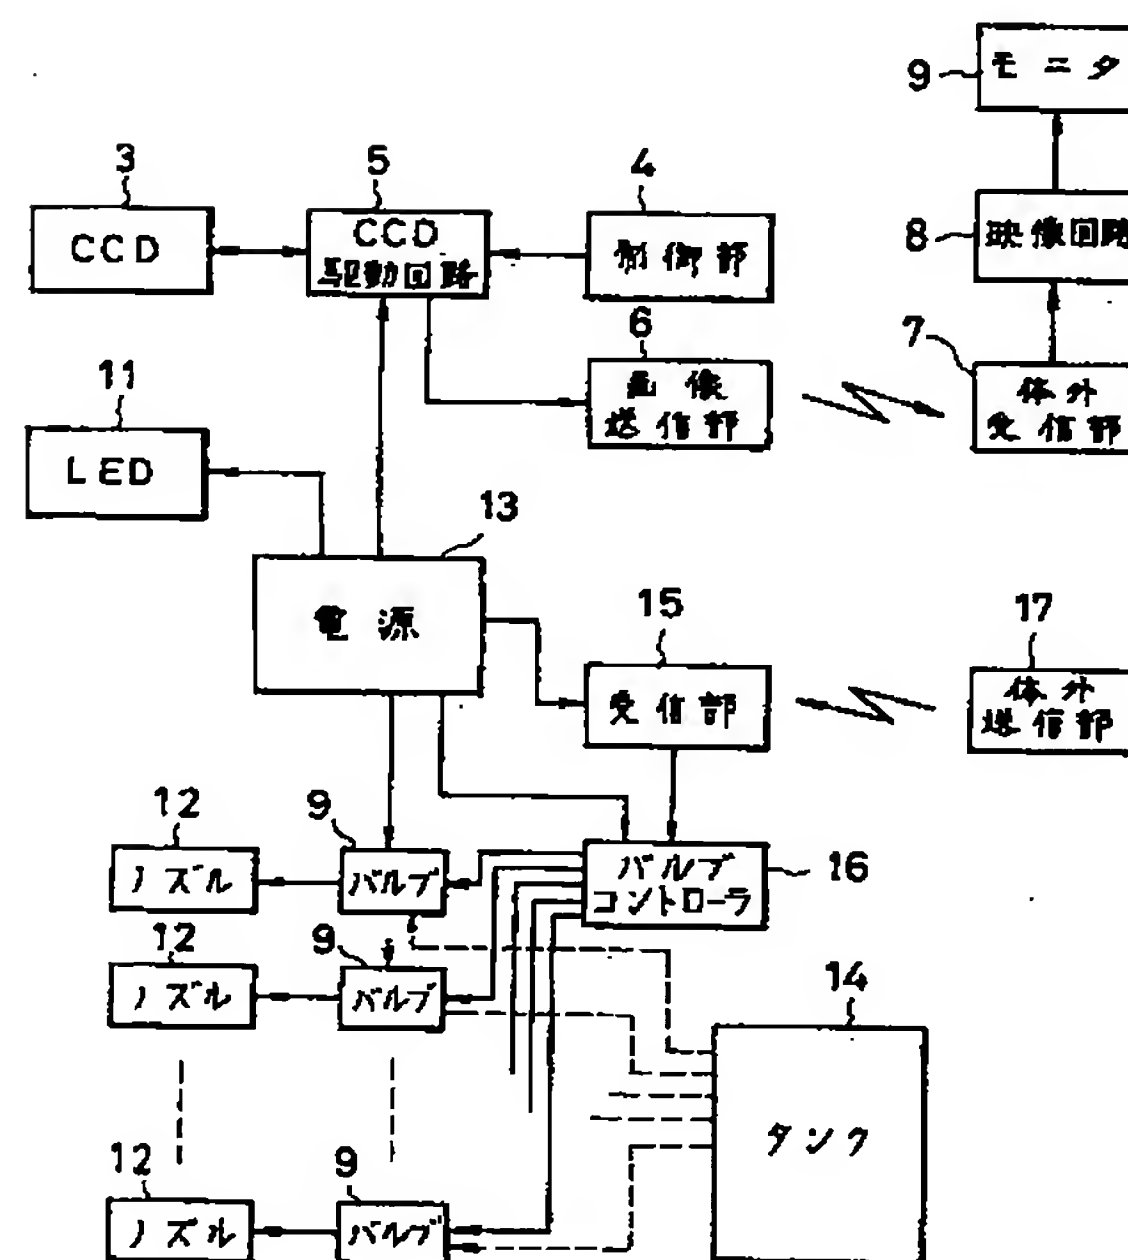 9
モニタ
3
5
4
CCD
CCD
駆動回路
制御部
8
映像回路
6
7
11
画像
送信部
体外
受信部
LED
13
電源
15
17
受信部
体外
送信部
12
9
ノズル
バルブ
バルブ
コントローラ
16
12
9
ノズル
バルブ
14
タンク
12
9
ノズル
バルブ